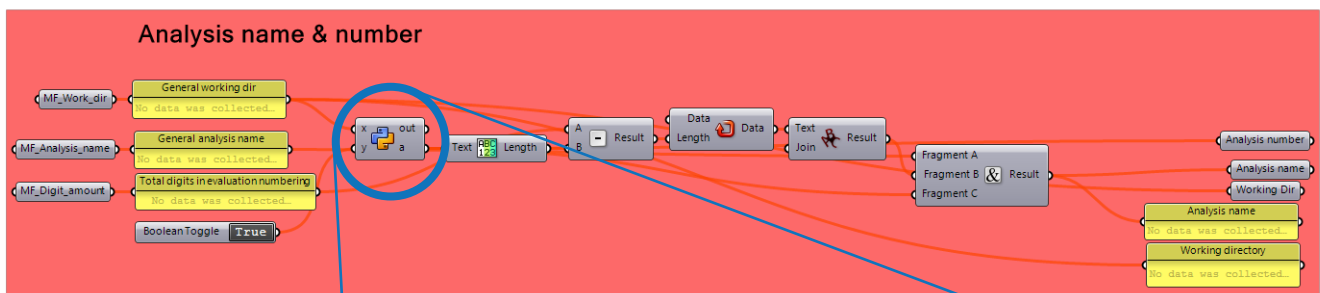 Analysis name & number
MF_Work_dir
General working dir
No data was collected…
MF_Analysis_name
General analysis name
No data was collected…
MF_Digit_amount
Total digits in evaluation numbering
No data was collected…
Boolean Toggle True
x out
y a
Text ABC 123 Length
A
B
- Result
Data
Length
Data
Text
Join
Result
Fragment A
Fragment B & Result
Fragment C
Analysis number
Analysis name
Working Dir
Analysis name
No data was collected…
Working directory
No data was collected…